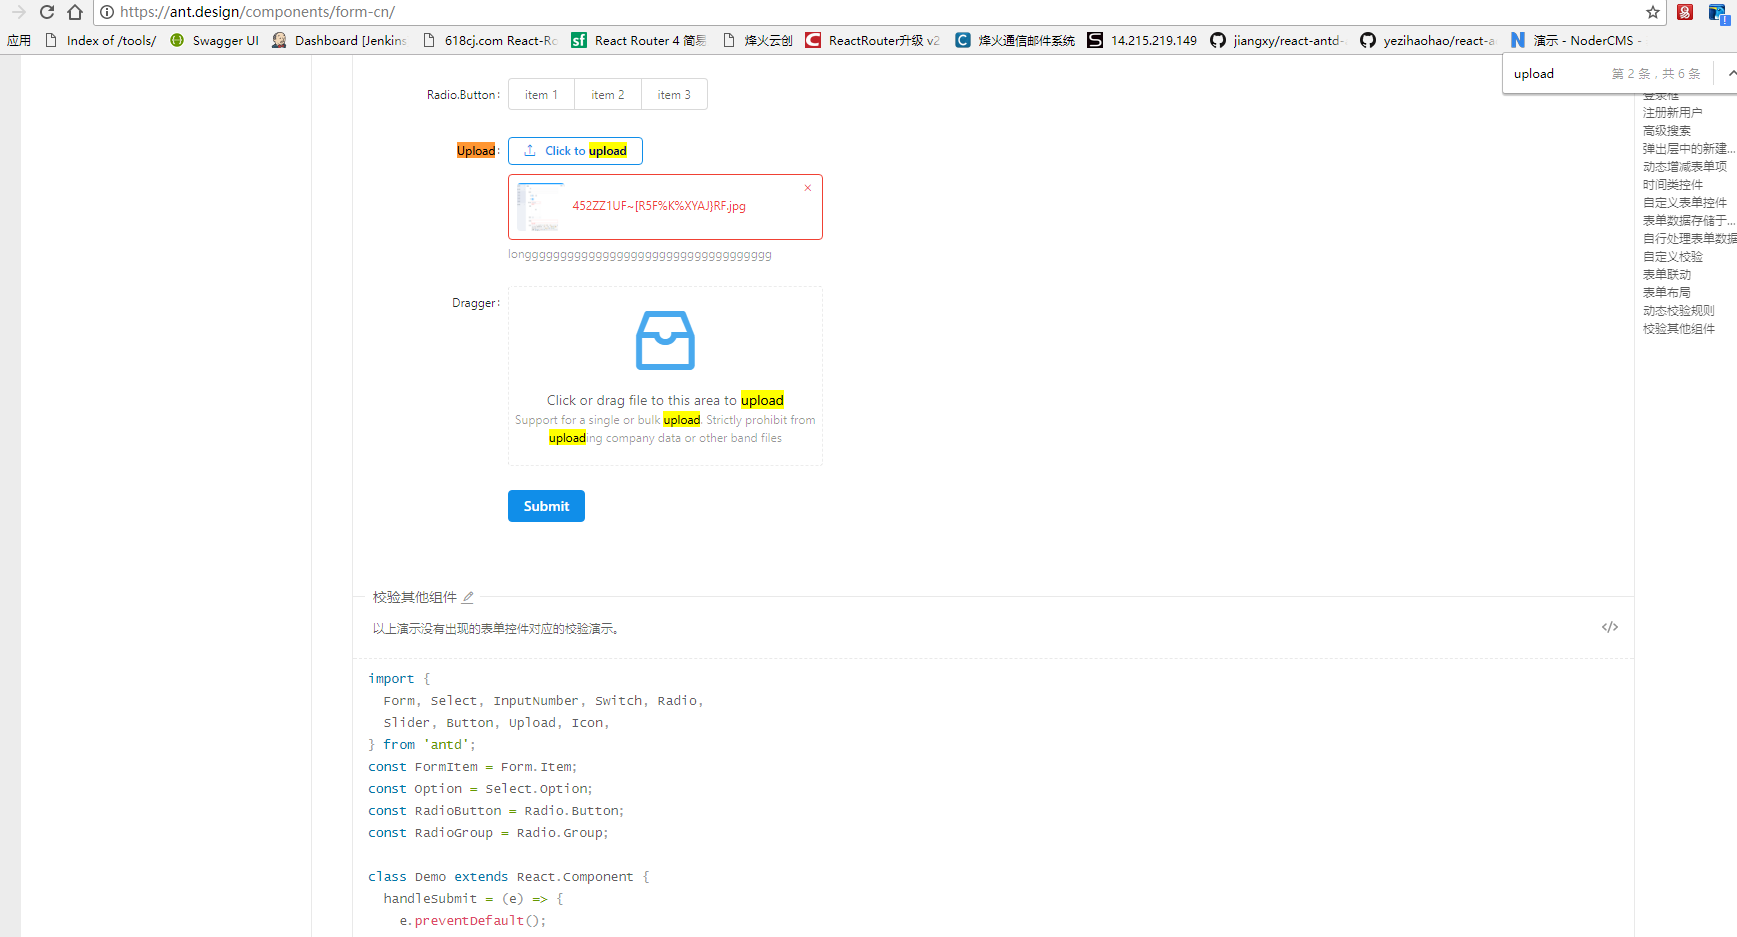 https://ant.design/components/form-cn/
应用 Index of /tools/ Swagger UI Dashboard [Jenkins 618cj.com React-Ro React Router 4 简易 烽火云创 ReactRouter升级 v2 烽火通信邮件系统 14.215.219.149 jiangxy/react-antd- yezihaohao/react-a 演示 - NoderCMS -
upload 第 2 条，共 6 条
登录框
注册新用户
高级搜索
弹出层中的新建...
动态增减表单项
时间类控件
自定义表单控件
表单数据存储于...
自行处理表单数据
自定义校验
表单联动
表单布局
动态校验规则
校验其他组件
Radio.Button: item 1 item 2 item 3
Upload: Click to upload
452ZZ1UF~[R5F%K%XYAJ}RF.jpg
longgggggggggggggggggggggggggggggggggg
Dragger:
Click or drag file to this area to upload
Support for a single or bulk upload. Strictly prohibit from
uploading company data or other band files
Submit
校验其他组件
以上演示没有出现的表单控件对应的校验演示。
</>
import {
Form, Select, InputNumber, Switch, Radio,
Slider, Button, Upload, Icon,
} from 'antd';
const FormItem = Form.Item;
const Option = Select.Option;
const RadioButton = Radio.Button;
const RadioGroup = Radio.Group;
class Demo extends React.Component {
handleSubmit = (e) => {
e.preventDefault();